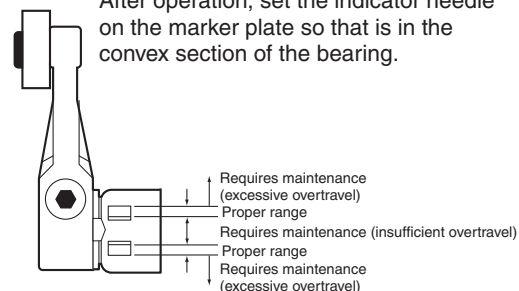 After operation, set the indicator needle
on the marker plate so that is in the
convex section of the bearing.
Requires maintenance
(excessive overtravel)
Proper range
Requires maintenance (insufficient overtravel)
Proper range
Requires maintenance
(excessive overtravel)